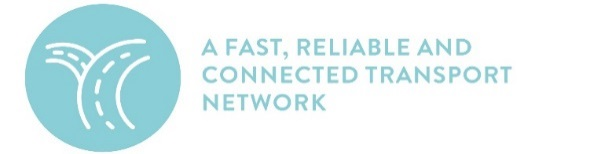 A FAST, RELIABLE AND
CONNECTED TRANSPORT
NETWORK